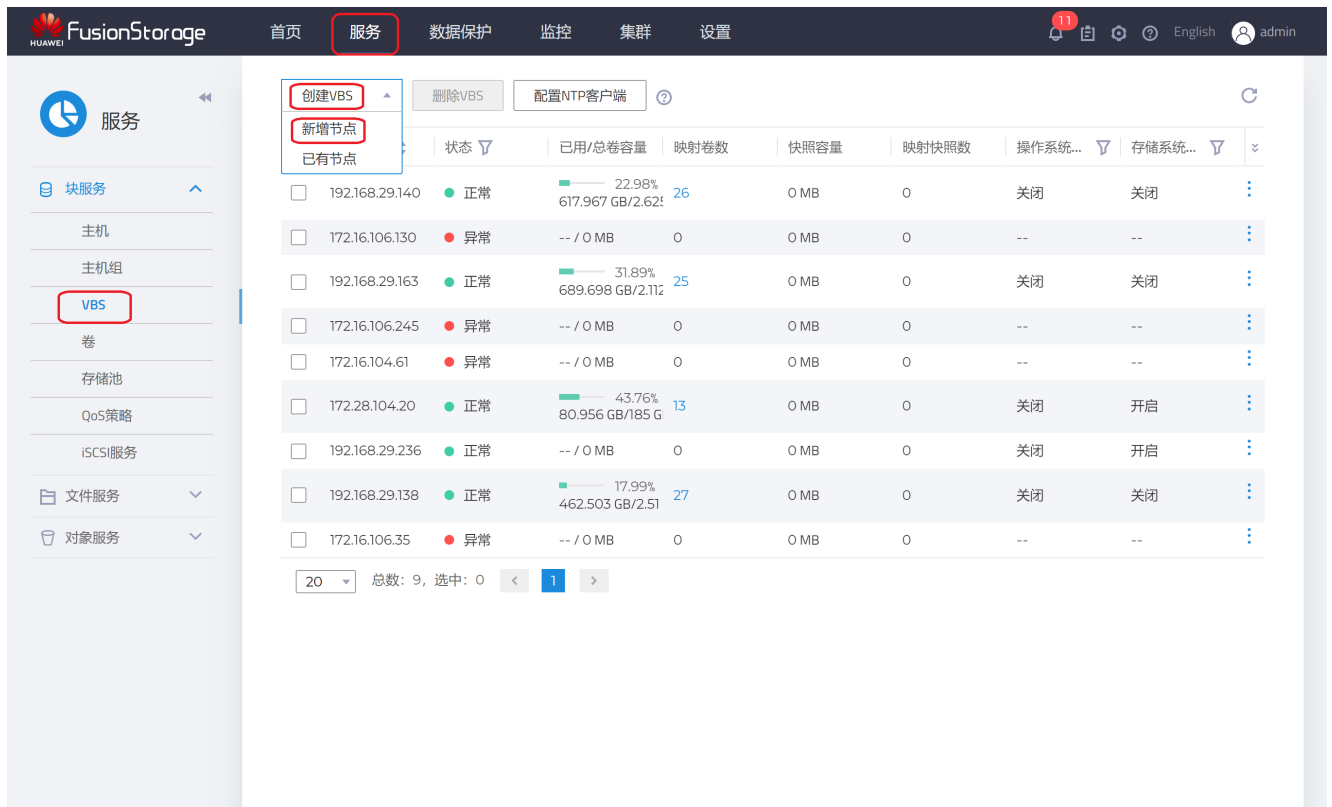 HUAWEI FusionStorage 首页 服务 数据保护 监控 集群 设置 11 English admin
服务
块服务
主机
主机组
VBS
卷
存储池
QoS策略
iSCSI服务
文件服务
对象服务
创建VBS 删除VBS 配置NTP客户端
新增节点
已有节点
状态 已用/总卷容量 映射卷数 快照容量 映射快照数 操作系统... 存储系统...
192.168.29.140 正常 22.98% 26 0 MB 0 关闭 关闭
617.967 GB/2.625
172.16.106.130 异常 -- / 0 MB 0 0 MB 0 -- --
192.168.29.163 正常 31.89% 25 0 MB 0 关闭 关闭
689.698 GB/2.112
172.16.106.245 异常 -- / 0 MB 0 0 MB 0 -- --
172.16.104.61 异常 -- / 0 MB 0 0 MB 0 -- --
172.28.104.20 正常 43.76% 13 0 MB 0 关闭 开启
80.956 GB/185 G
192.168.29.236 正常 -- / 0 MB 0 0 MB 0 关闭 开启
192.168.29.138 正常 17.99% 27 0 MB 0 关闭 关闭
462.503 GB/2.51
172.16.106.35 异常 -- / 0 MB 0 0 MB 0 -- --
20 总数: 9, 选中: 0 < 1 >